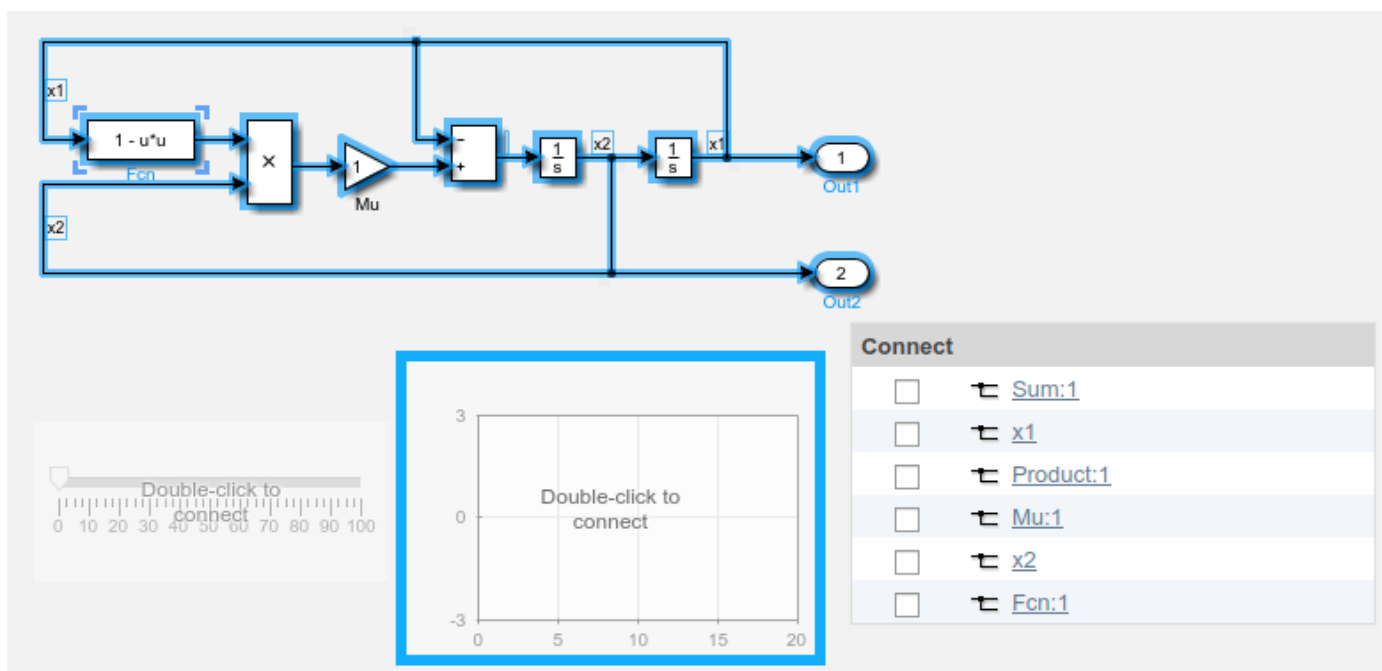 x1
1 - u*u
Fcn
×
1
Mu
x2
−
+
1
s
x2
1
s
x1
1
Out1
2
Out2
Connect
Sum:1
x1
Product:1
Mu:1
x2
Fcn:1
Double-click to
connect
0 10 20 30 40 50 60 70 80 90 100
3
0
-3
Double-click to
connect
0 5 10 15 20